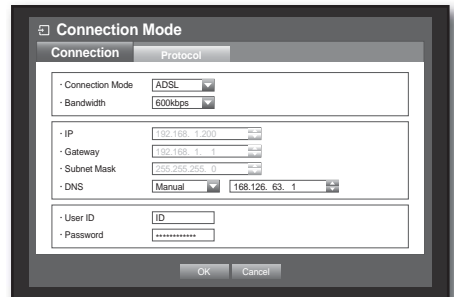 Connection Mode
Connection Protocol
· Connection Mode ADSL
· Bandwidth 600kbps
· IP 192.168. 1.200
· Gateway 192.168. 1. 1
· Subnet Mask 255.255.255. 0
· DNS Manual 168.126. 63. 1
· User ID ID
· Password ************
OK Cancel